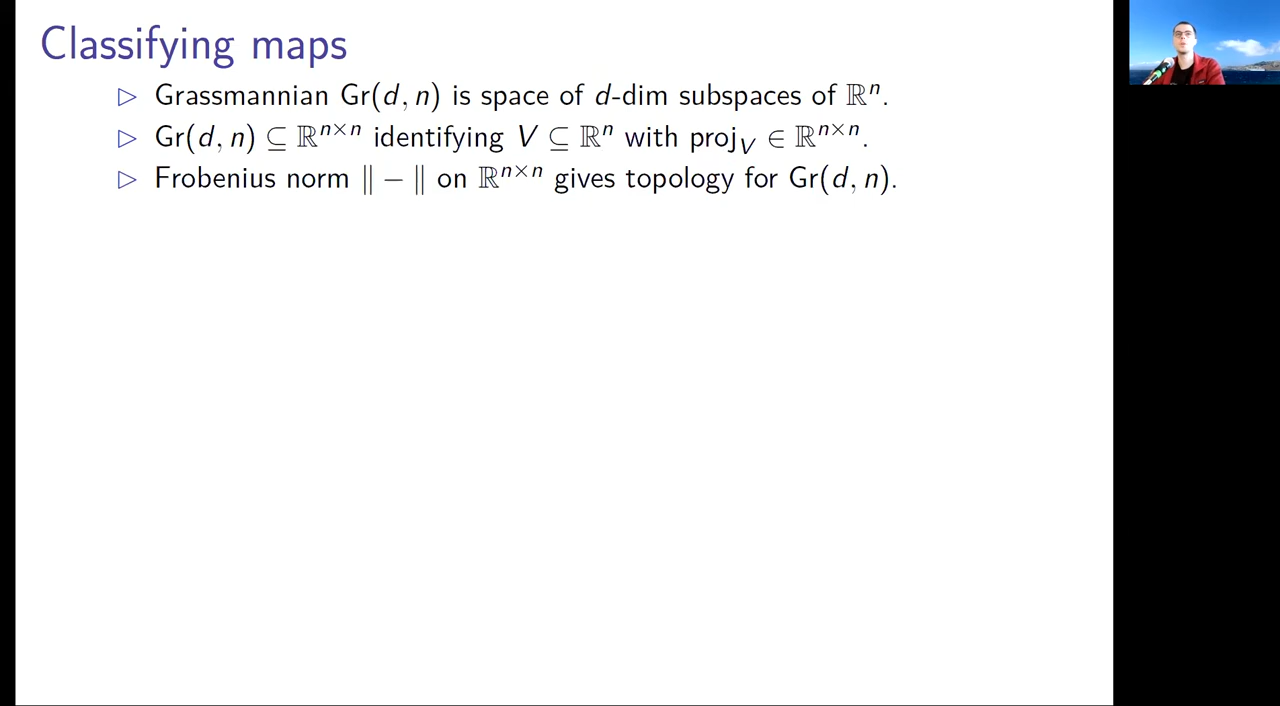 Classifying maps
▷ Grassmannian Gr(d, n) is space of d-dim subspaces of ℝⁿ.
▷ Gr(d, n) ⊆ ℝⁿˣⁿ identifying V ⊆ ℝⁿ with proj_V ∈ ℝⁿˣⁿ.
▷ Frobenius norm ‖ − ‖ on ℝⁿˣⁿ gives topology for Gr(d, n).